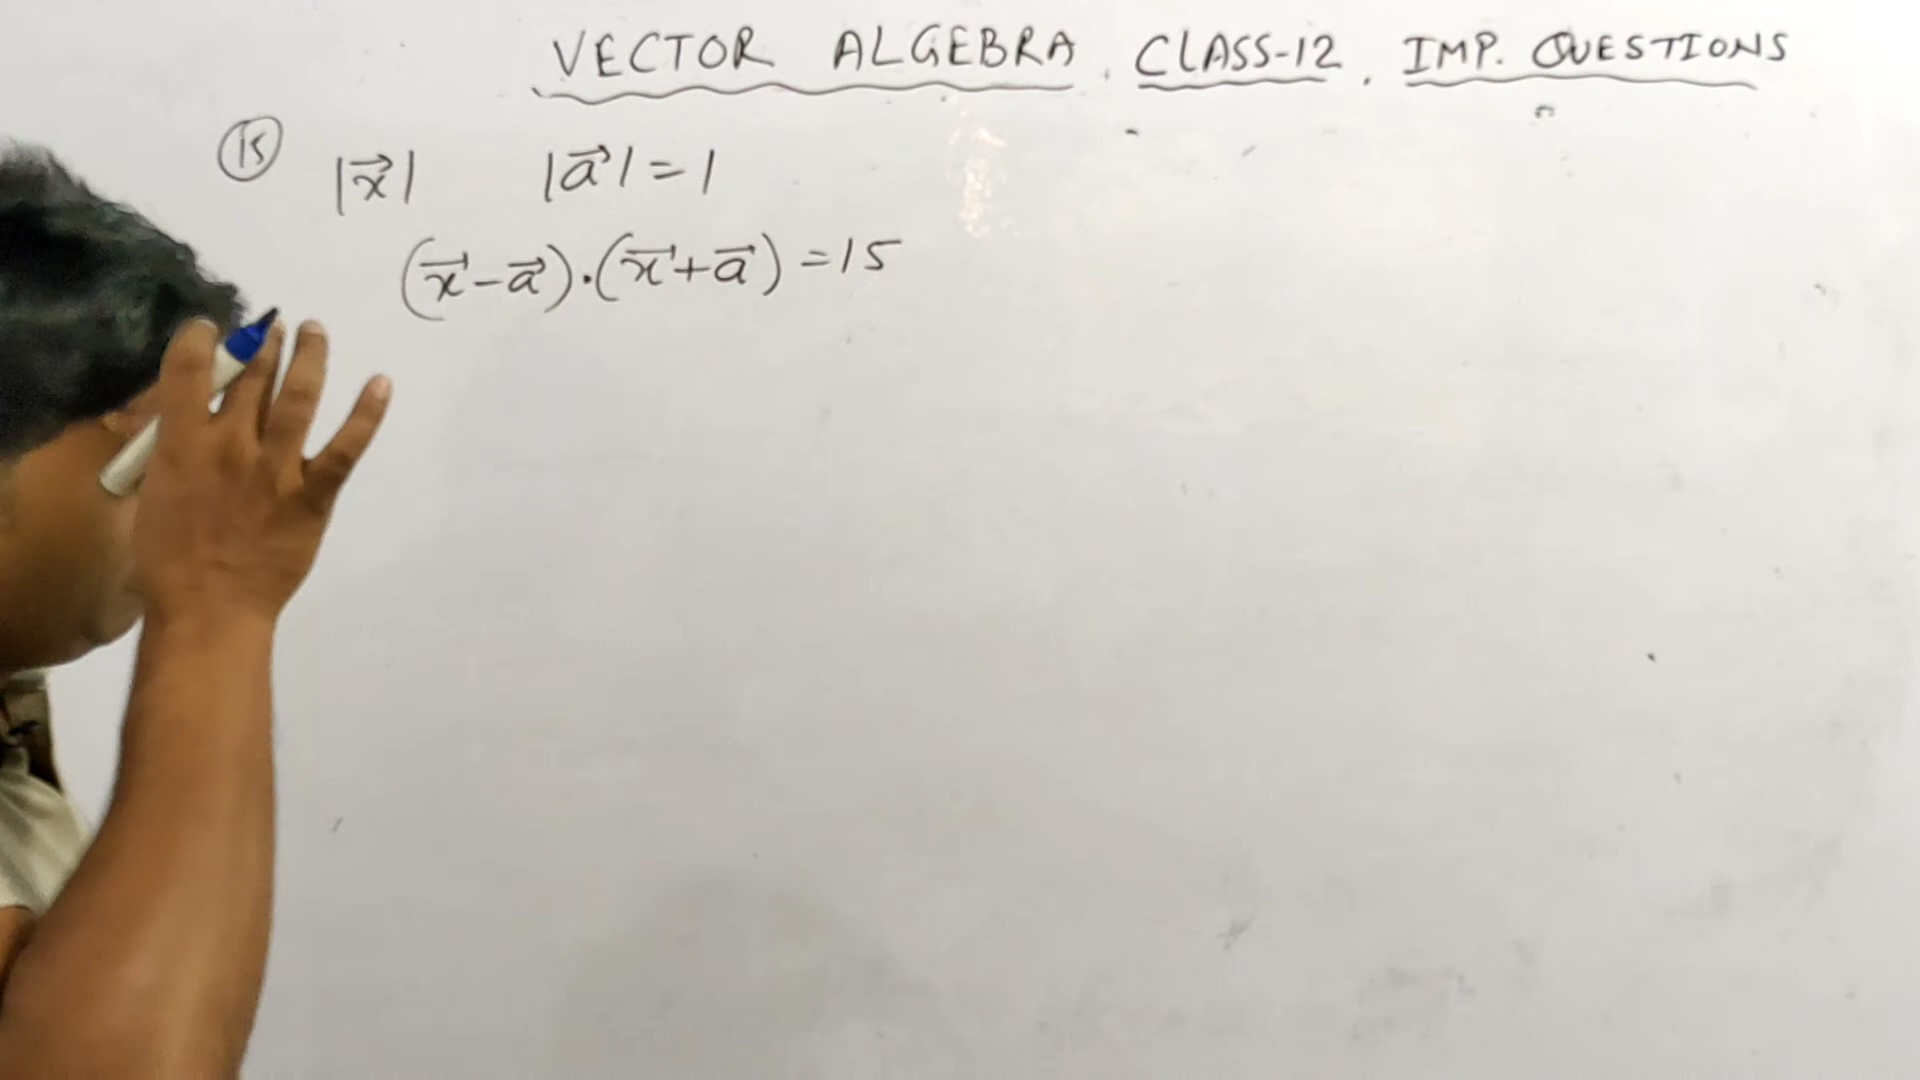 VECTOR ALGEBRA, CLASS-12, IMP. QUESTIONS
15 |x⃗| |a⃗| = 1
(x⃗-a⃗)·(x⃗+a⃗) = 15